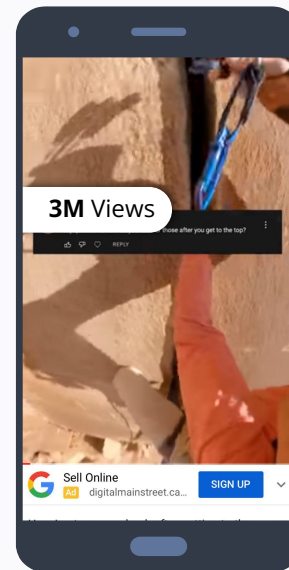 3M Views
those after you get to the top?
REPLY
Sell Online
Ad digitalmainstreet.ca...
SIGN UP